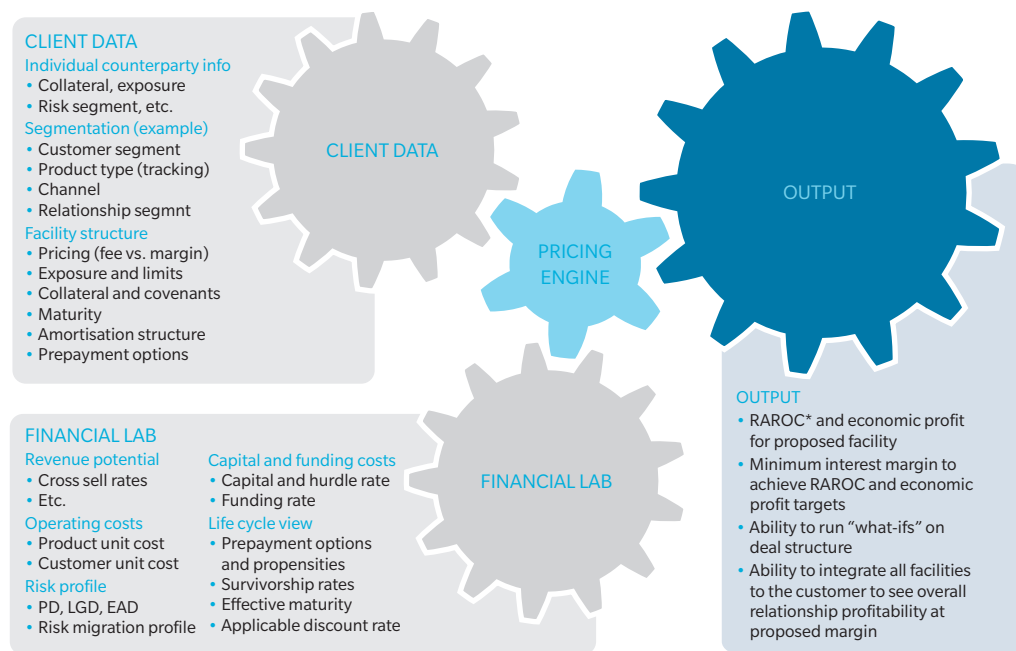 CLIENT DATA
Individual counterparty info
• Collateral, exposure
• Risk segment, etc.
Segmentation (example)
• Customer segment
• Product type (tracking)
• Channel
• Relationship segmnt
Facility structure
• Pricing (fee vs. margin)
• Exposure and limits
• Collateral and covenants
• Maturity
• Amortisation structure
• Prepayment options
CLIENT DATA
PRICING
ENGINE
OUTPUT
FINANCIAL LAB
Revenue potential
• Cross sell rates
• Etc.
Operating costs
• Product unit cost
• Customer unit cost
Risk profile
• PD, LGD, EAD
• Risk migration profile
Capital and funding costs
• Capital and hurdle rate
• Funding rate
Life cycle view
• Prepayment options
and propensities
• Survivorship rates
• Effective maturity
• Applicable discount rate
FINANCIAL LAB
OUTPUT
• RAROC* and economic profit
for proposed facility
• Minimum interest margin to
achieve RAROC and economic
profit targets
• Ability to run “what-ifs” on
deal structure
• Ability to integrate all facilities
to the customer to see overall
relationship profitability at
proposed margin